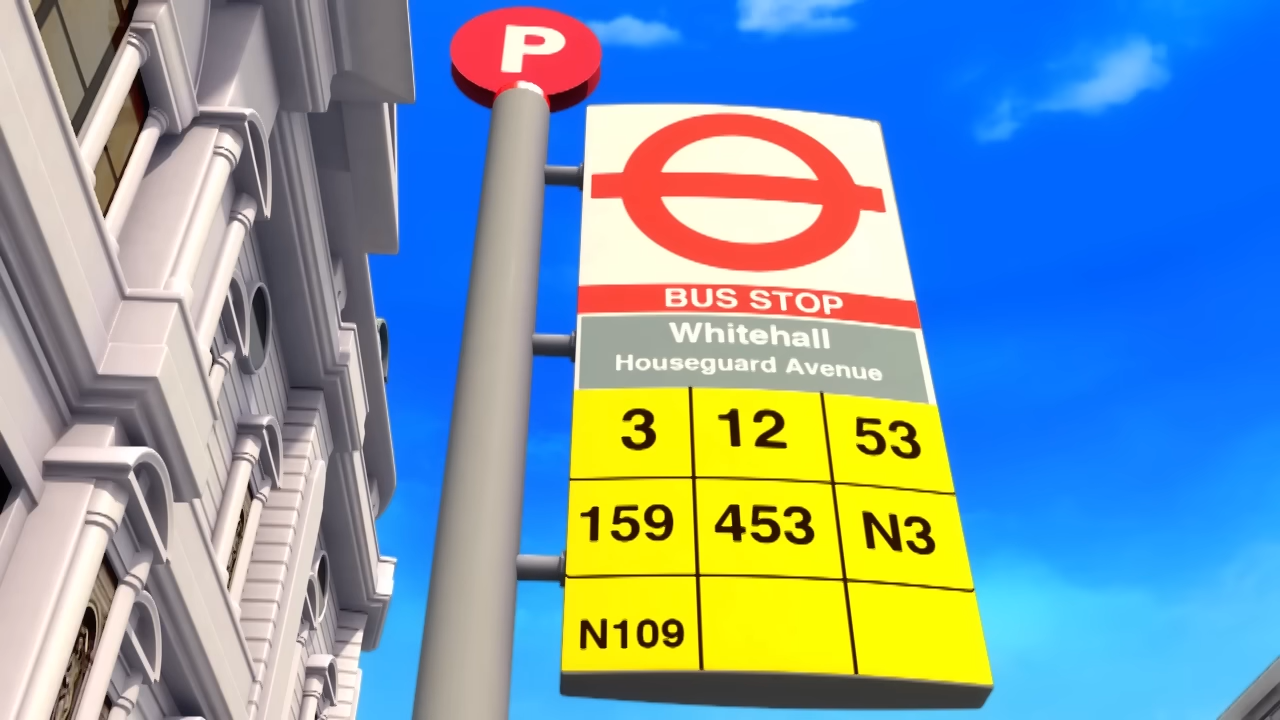 P
BUS STOP
Whitehall
Houseguard Avenue
3 12 53
159 453 N3
N109